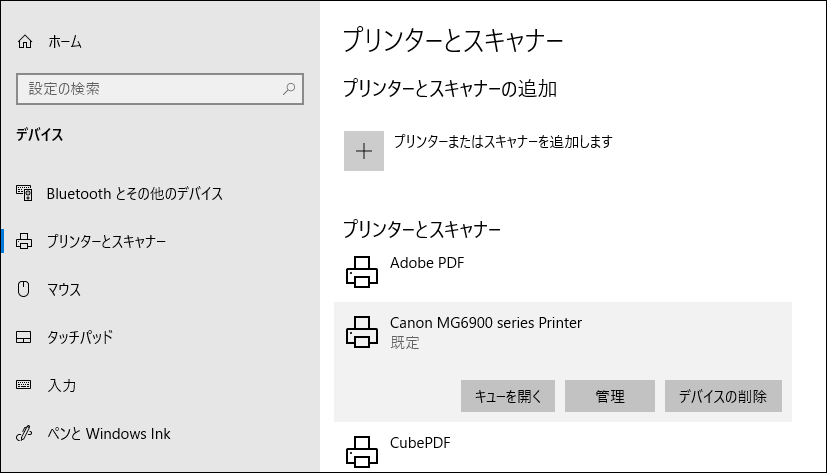 ホーム
設定の検索
デバイス
Bluetooth とその他のデバイス
プリンターとスキャナー
マウス
タッチパッド
入力
ペンと Windows Ink
プリンターとスキャナー
プリンターとスキャナーの追加
プリンターまたはスキャナーを追加します
プリンターとスキャナー
Adobe PDF
Canon MG6900 series Printer
既定
キューを開く 管理 デバイスの削除
CubePDF